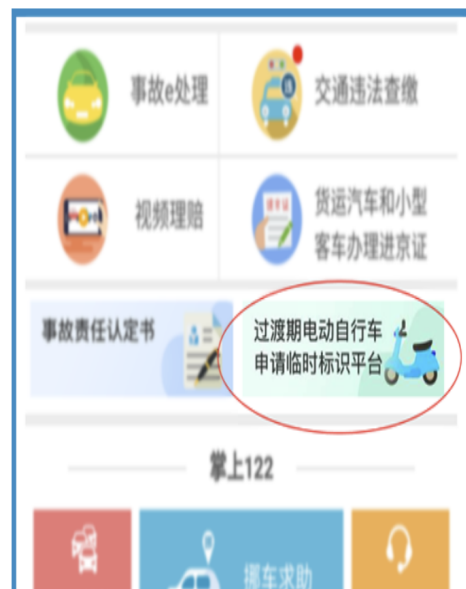 事故e处理
交通违法查缴
视频理赔
货运汽车和小型
客车办理进京证
事故责任认定书
过渡期电动自行车
申请临时标识平台
掌上122
挪车求助